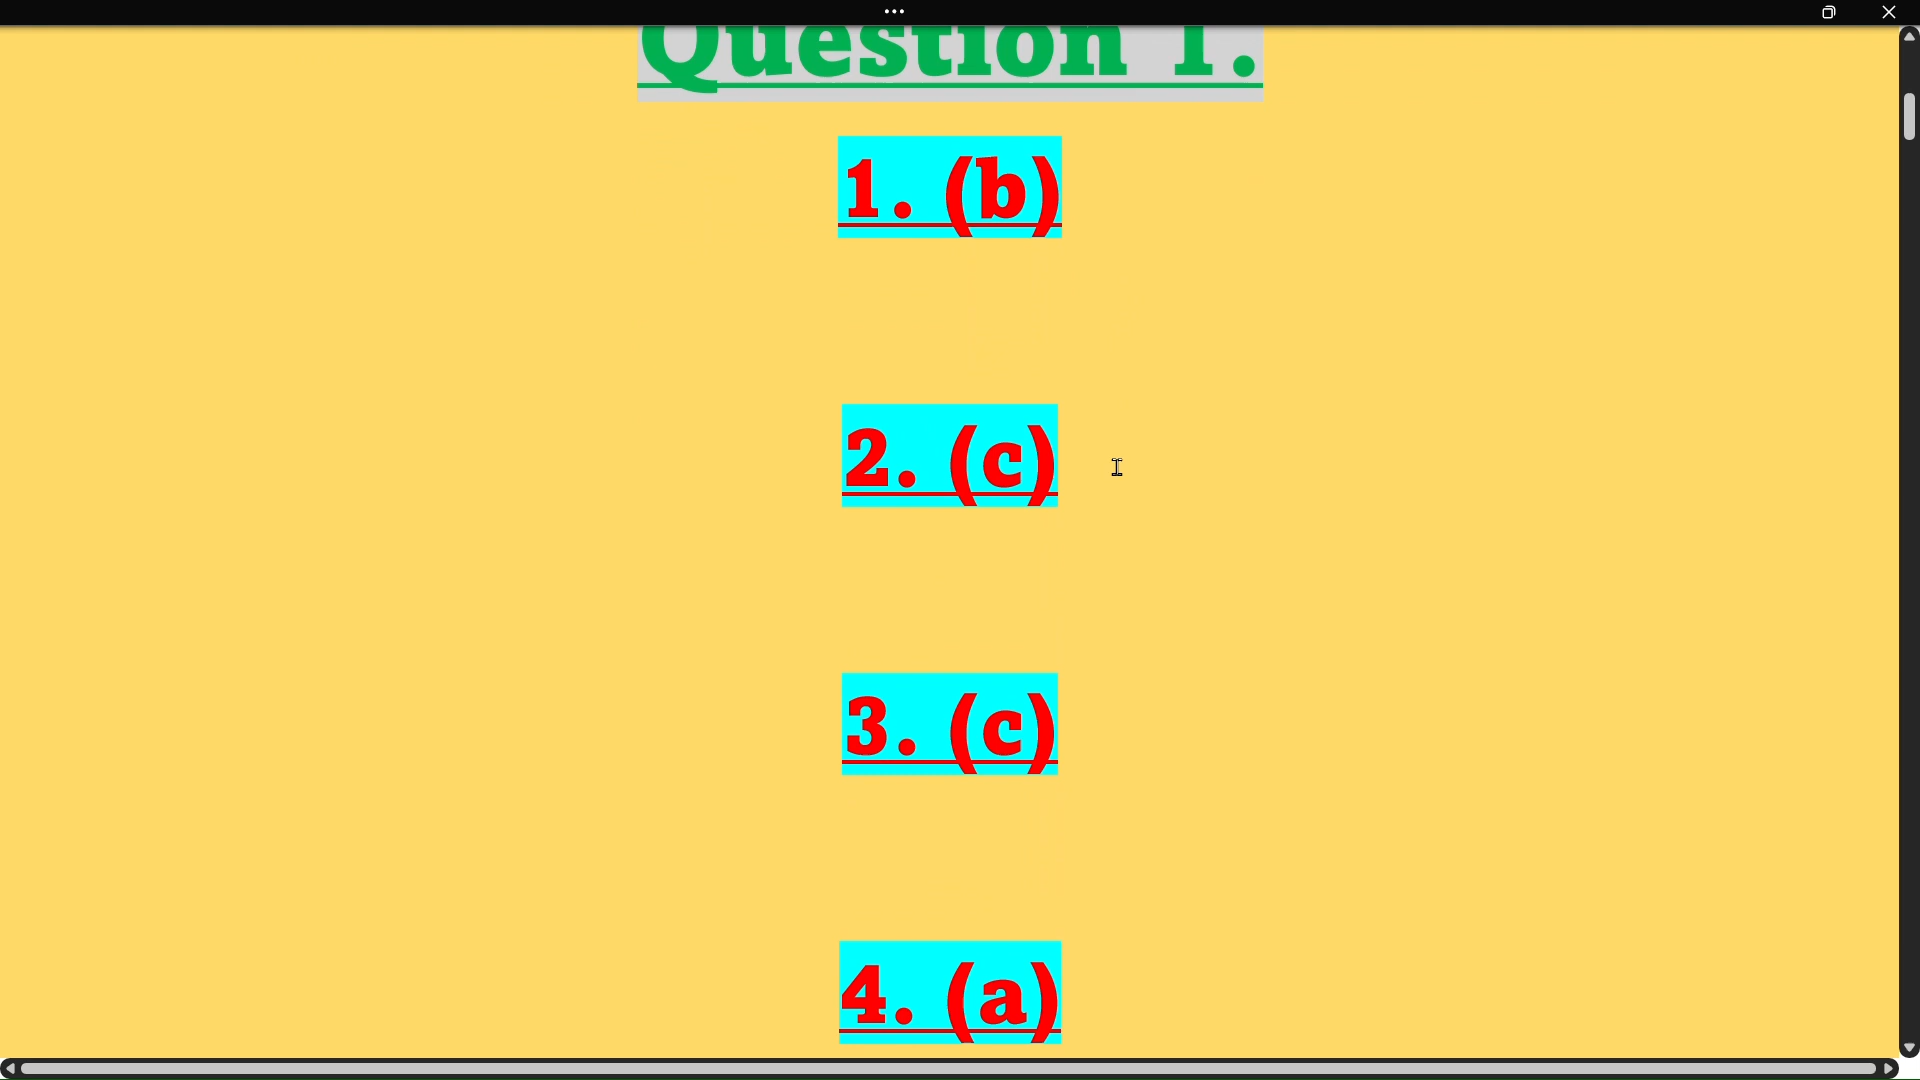 Question 1.
1. (b)
2. (c)
3. (c)
4. (a)